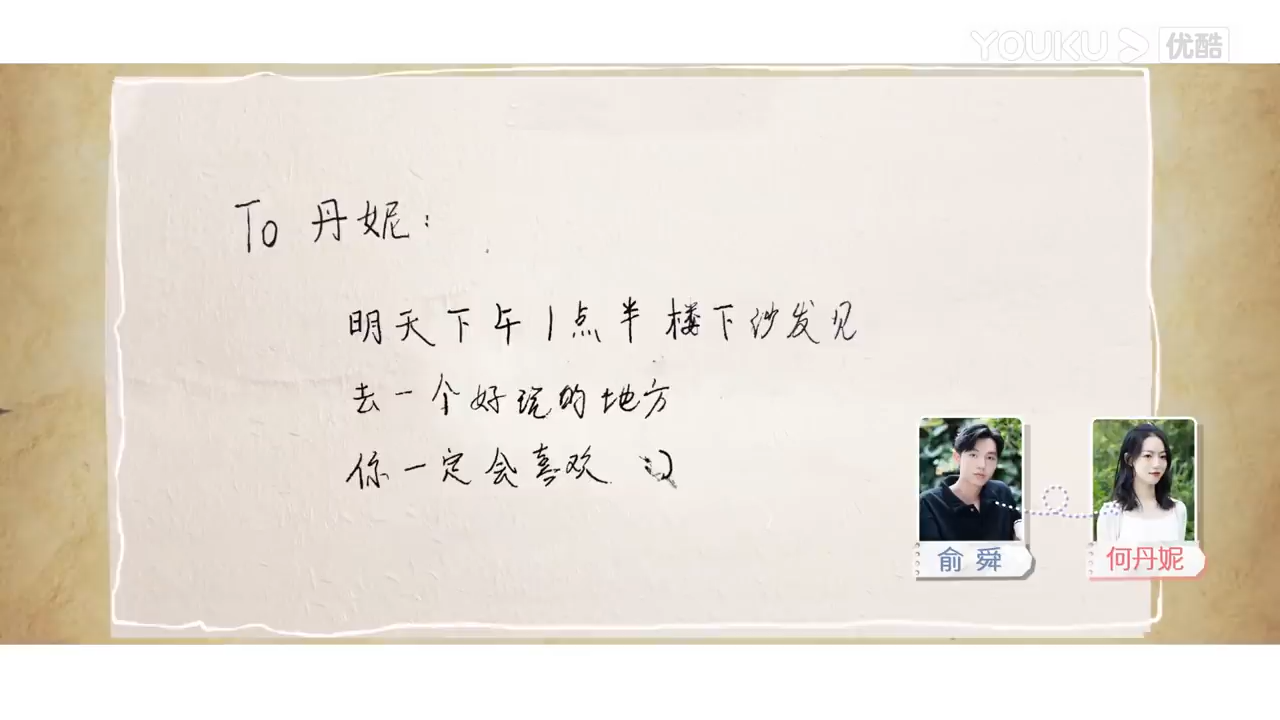 YOUKU 优酷
To 丹妮:
明天下午1点半 楼下沙发见
去一个好玩的地方
你一定会喜欢 :)
俞舜
何丹妮